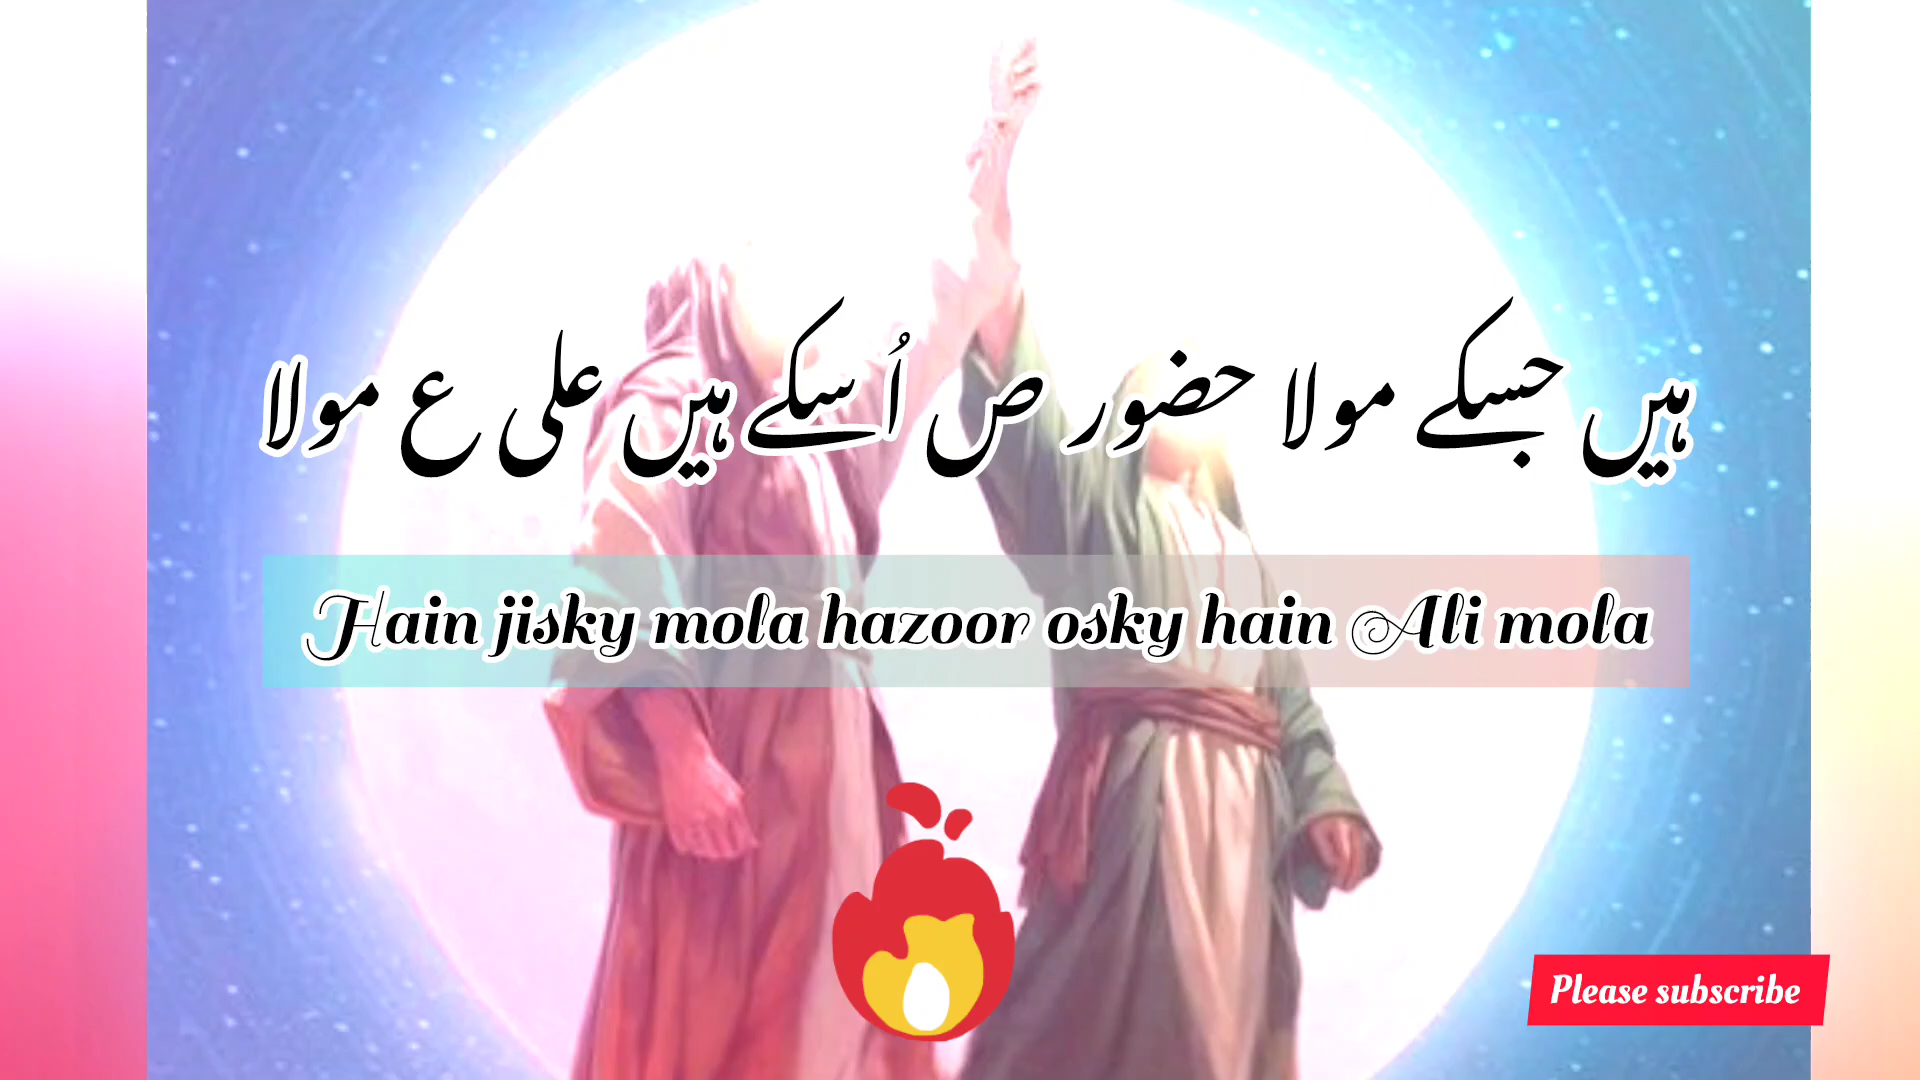 ہیں جسکے مولا حضور ص اُسکے ہیں علی ع مولا
Hain jisky mola hazoor osky hain Ali mola
Please subscribe